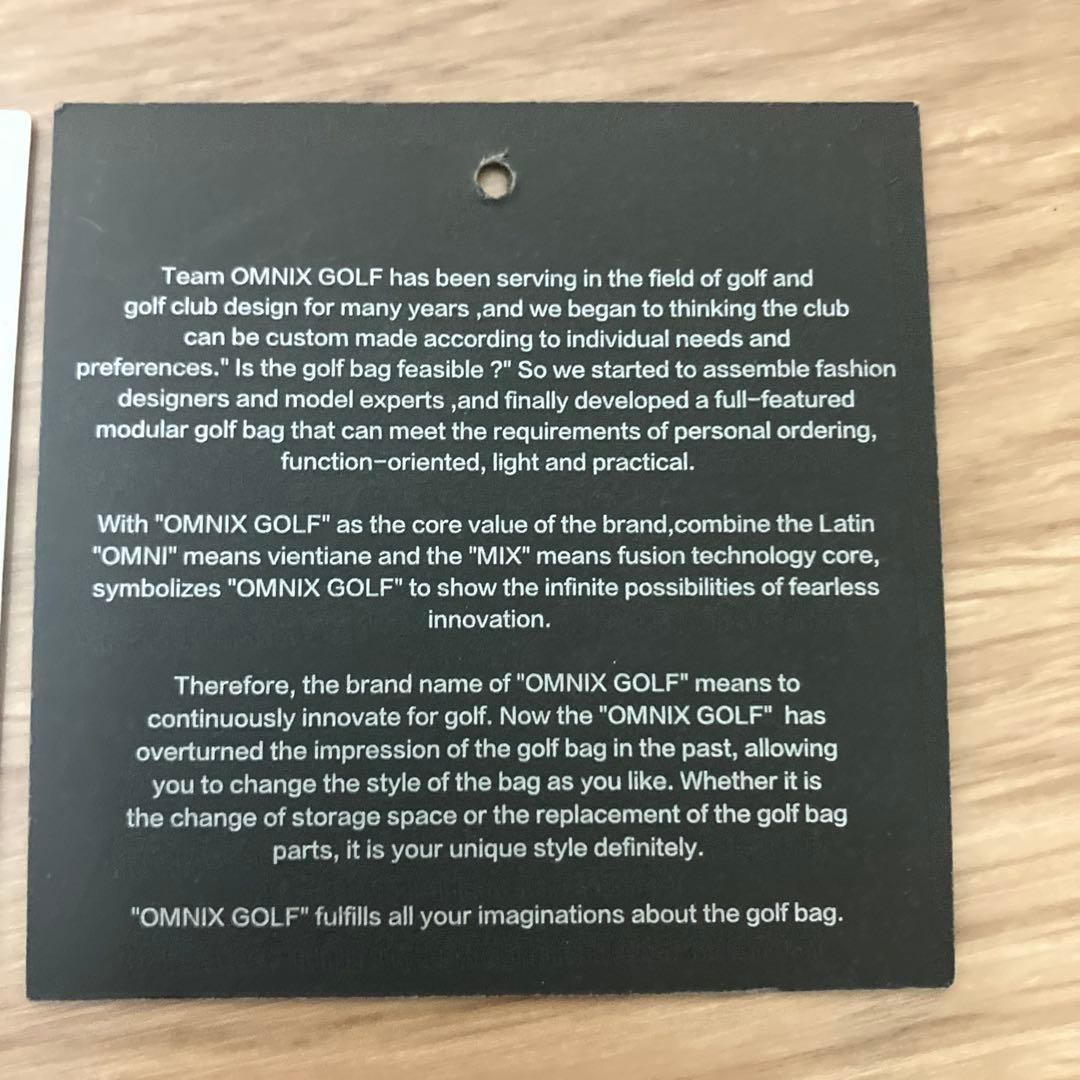 Team OMNIX GOLF has been serving in the field of golf and
golf club design for many years ,and we began to thinking the club
can be custom made according to individual needs and
preferences." Is the golf bag feasible ?" So we started to assemble fashion
designers and model experts ,and finally developed a full-featured
modular golf bag that can meet the requirements of personal ordering,
function-oriented, light and practical.
With "OMNIX GOLF" as the core value of the brand,combine the Latin
"OMNI" means vientiane and the "MIX" means fusion technology core,
symbolizes "OMNIX GOLF" to show the infinite possibilities of fearless
innovation.
Therefore, the brand name of "OMNIX GOLF" means to
continuously innovate for golf. Now the "OMNIX GOLF" has
overturned the impression of the golf bag in the past, allowing
you to change the style of the bag as you like. Whether it is
the change of storage space or the replacement of the golf bag
parts, it is your unique style definitely.
"OMNIX GOLF" fulfills all your imaginations about the golf bag.